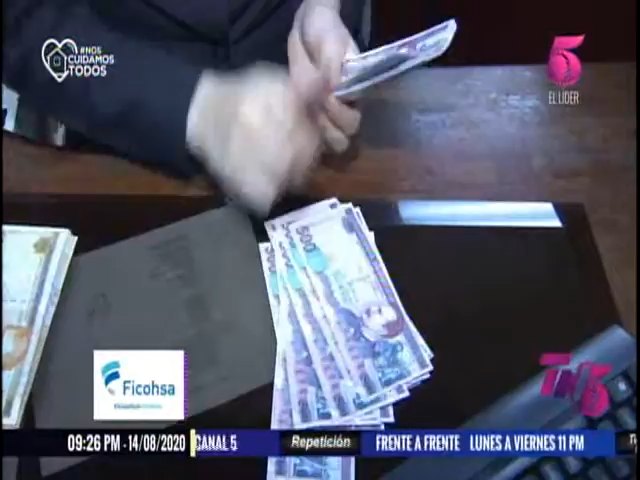 #NOS
CUIDAMOS
TODOS
5
EL LIDER
500
Ficohsa
TN5
09:26 PM - 14/08/2020 CANAL 5 Repetición FRENTE A FRENTE LUNES A VIERNES 11 PM